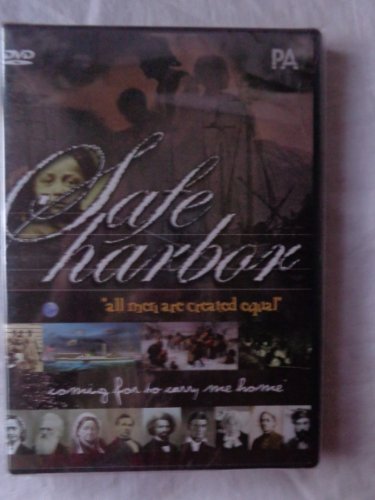 DVD
PA
Safe
harbor
"all men are created equal"
coming for to carry me home